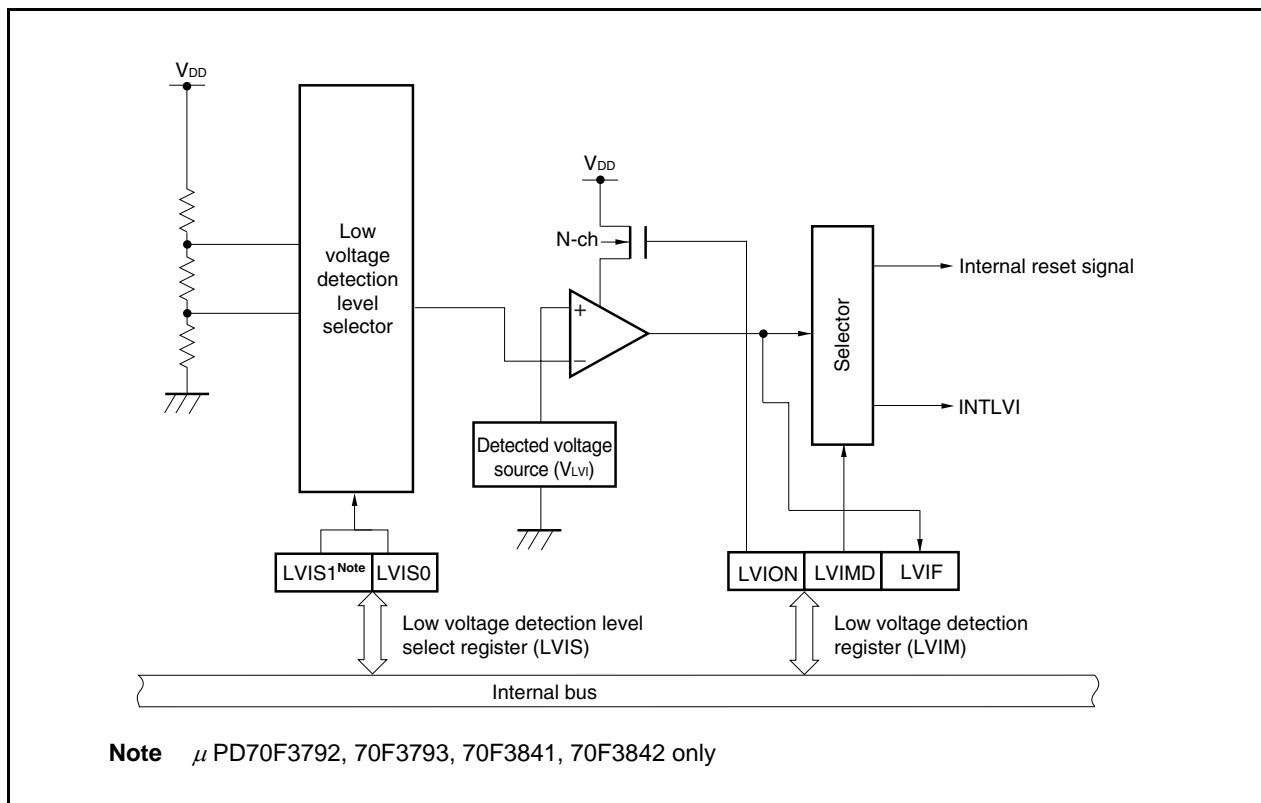 VDD
Low
voltage
detection
level
selector
VDD
N-ch
+
−
Detected voltage
source (VLVI)
Selector
Internal reset signal
INTLVI
LVIS1Note LVIS0
LVION LVIMD LVIF
Low voltage detection level
select register (LVIS)
Low voltage detection
register (LVIM)
Internal bus
Note μ PD70F3792, 70F3793, 70F3841, 70F3842 only